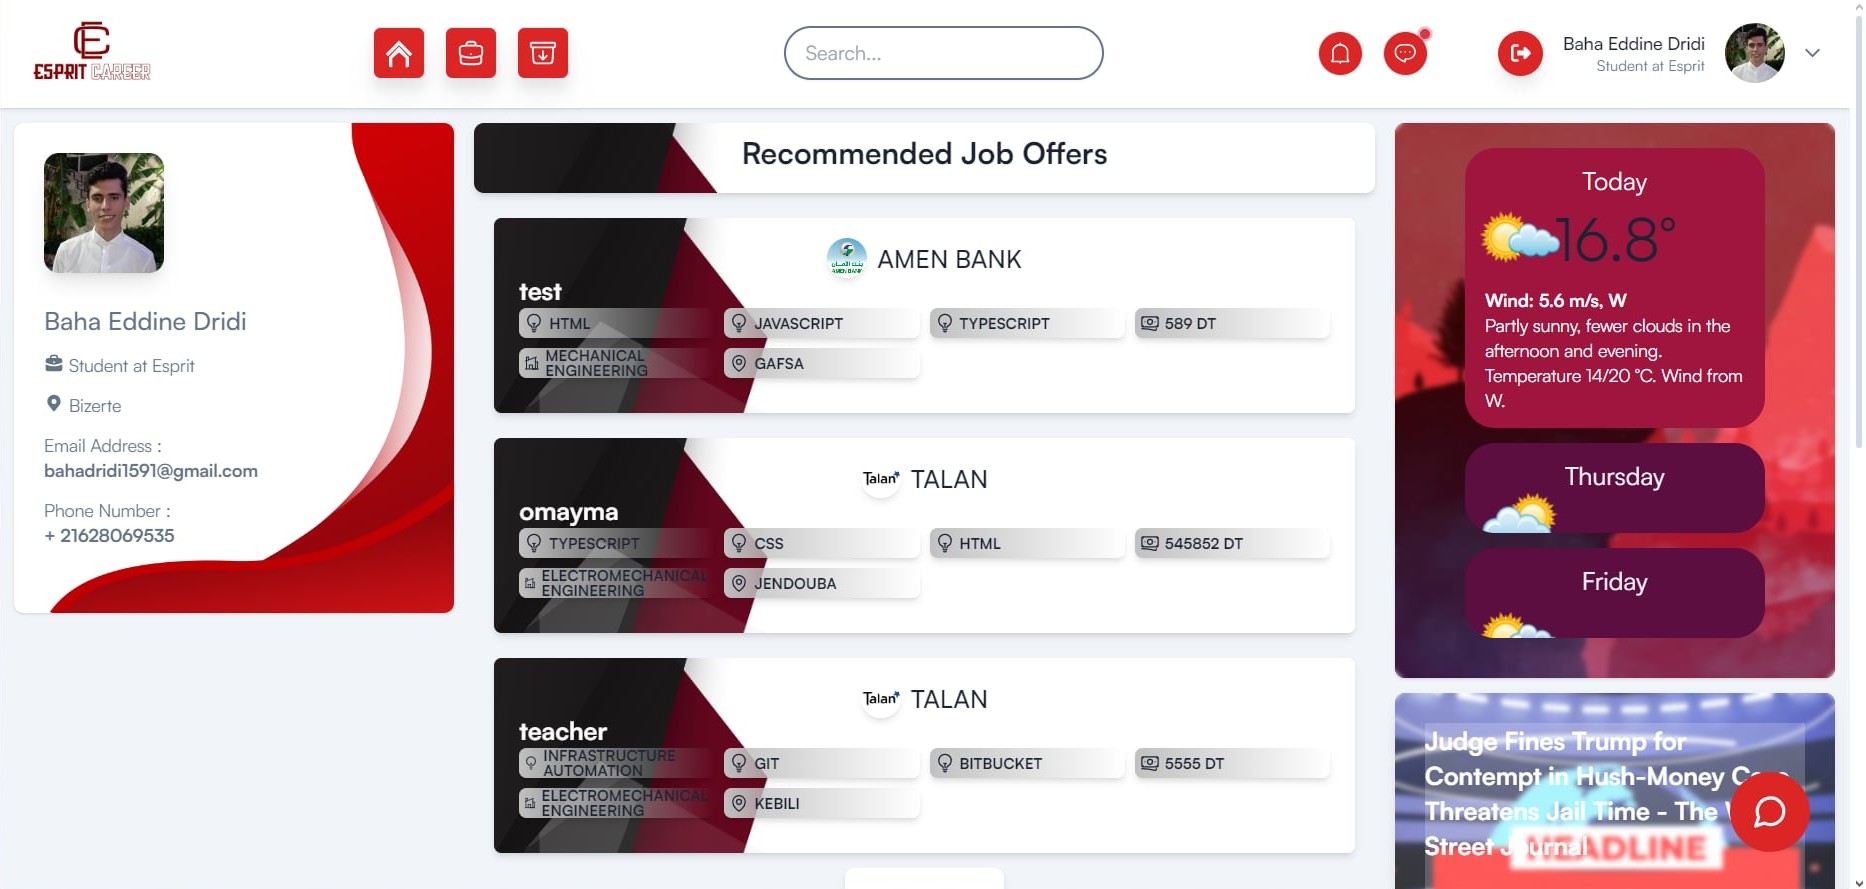 ESPRIT CAREER
Search...
Baha Eddine Dridi
Student at Esprit
Baha Eddine Dridi
Student at Esprit
Bizerte
Email Address :
bahadridi1591@gmail.com
Phone Number :
+ 21628069535
Recommended Job Offers
AMEN BANK
test
HTML
JAVASCRIPT
TYPESCRIPT
589 DT
MECHANICAL
ENGINEERING
GAFSA
Talan
TALAN
omayma
TYPESCRIPT
CSS
HTML
545852 DT
ELECTROMECHANICAL
ENGINEERING
JENDOUBA
Talan
TALAN
teacher
INFRASTRUCTURE
AUTOMATION
GIT
BITBUCKET
5555 DT
ELECTROMECHANICAL
ENGINEERING
KEBILI
Today
16.8°
Wind: 5.6 m/s, W
Partly sunny, fewer clouds in the
afternoon and evening.
Temperature 14/20 °C. Wind from
W.
Thursday
Friday
Judge Fines Trump for
Contempt in Hush-Money
Threatens Jail Time - The
Street Journal
HEADLINE